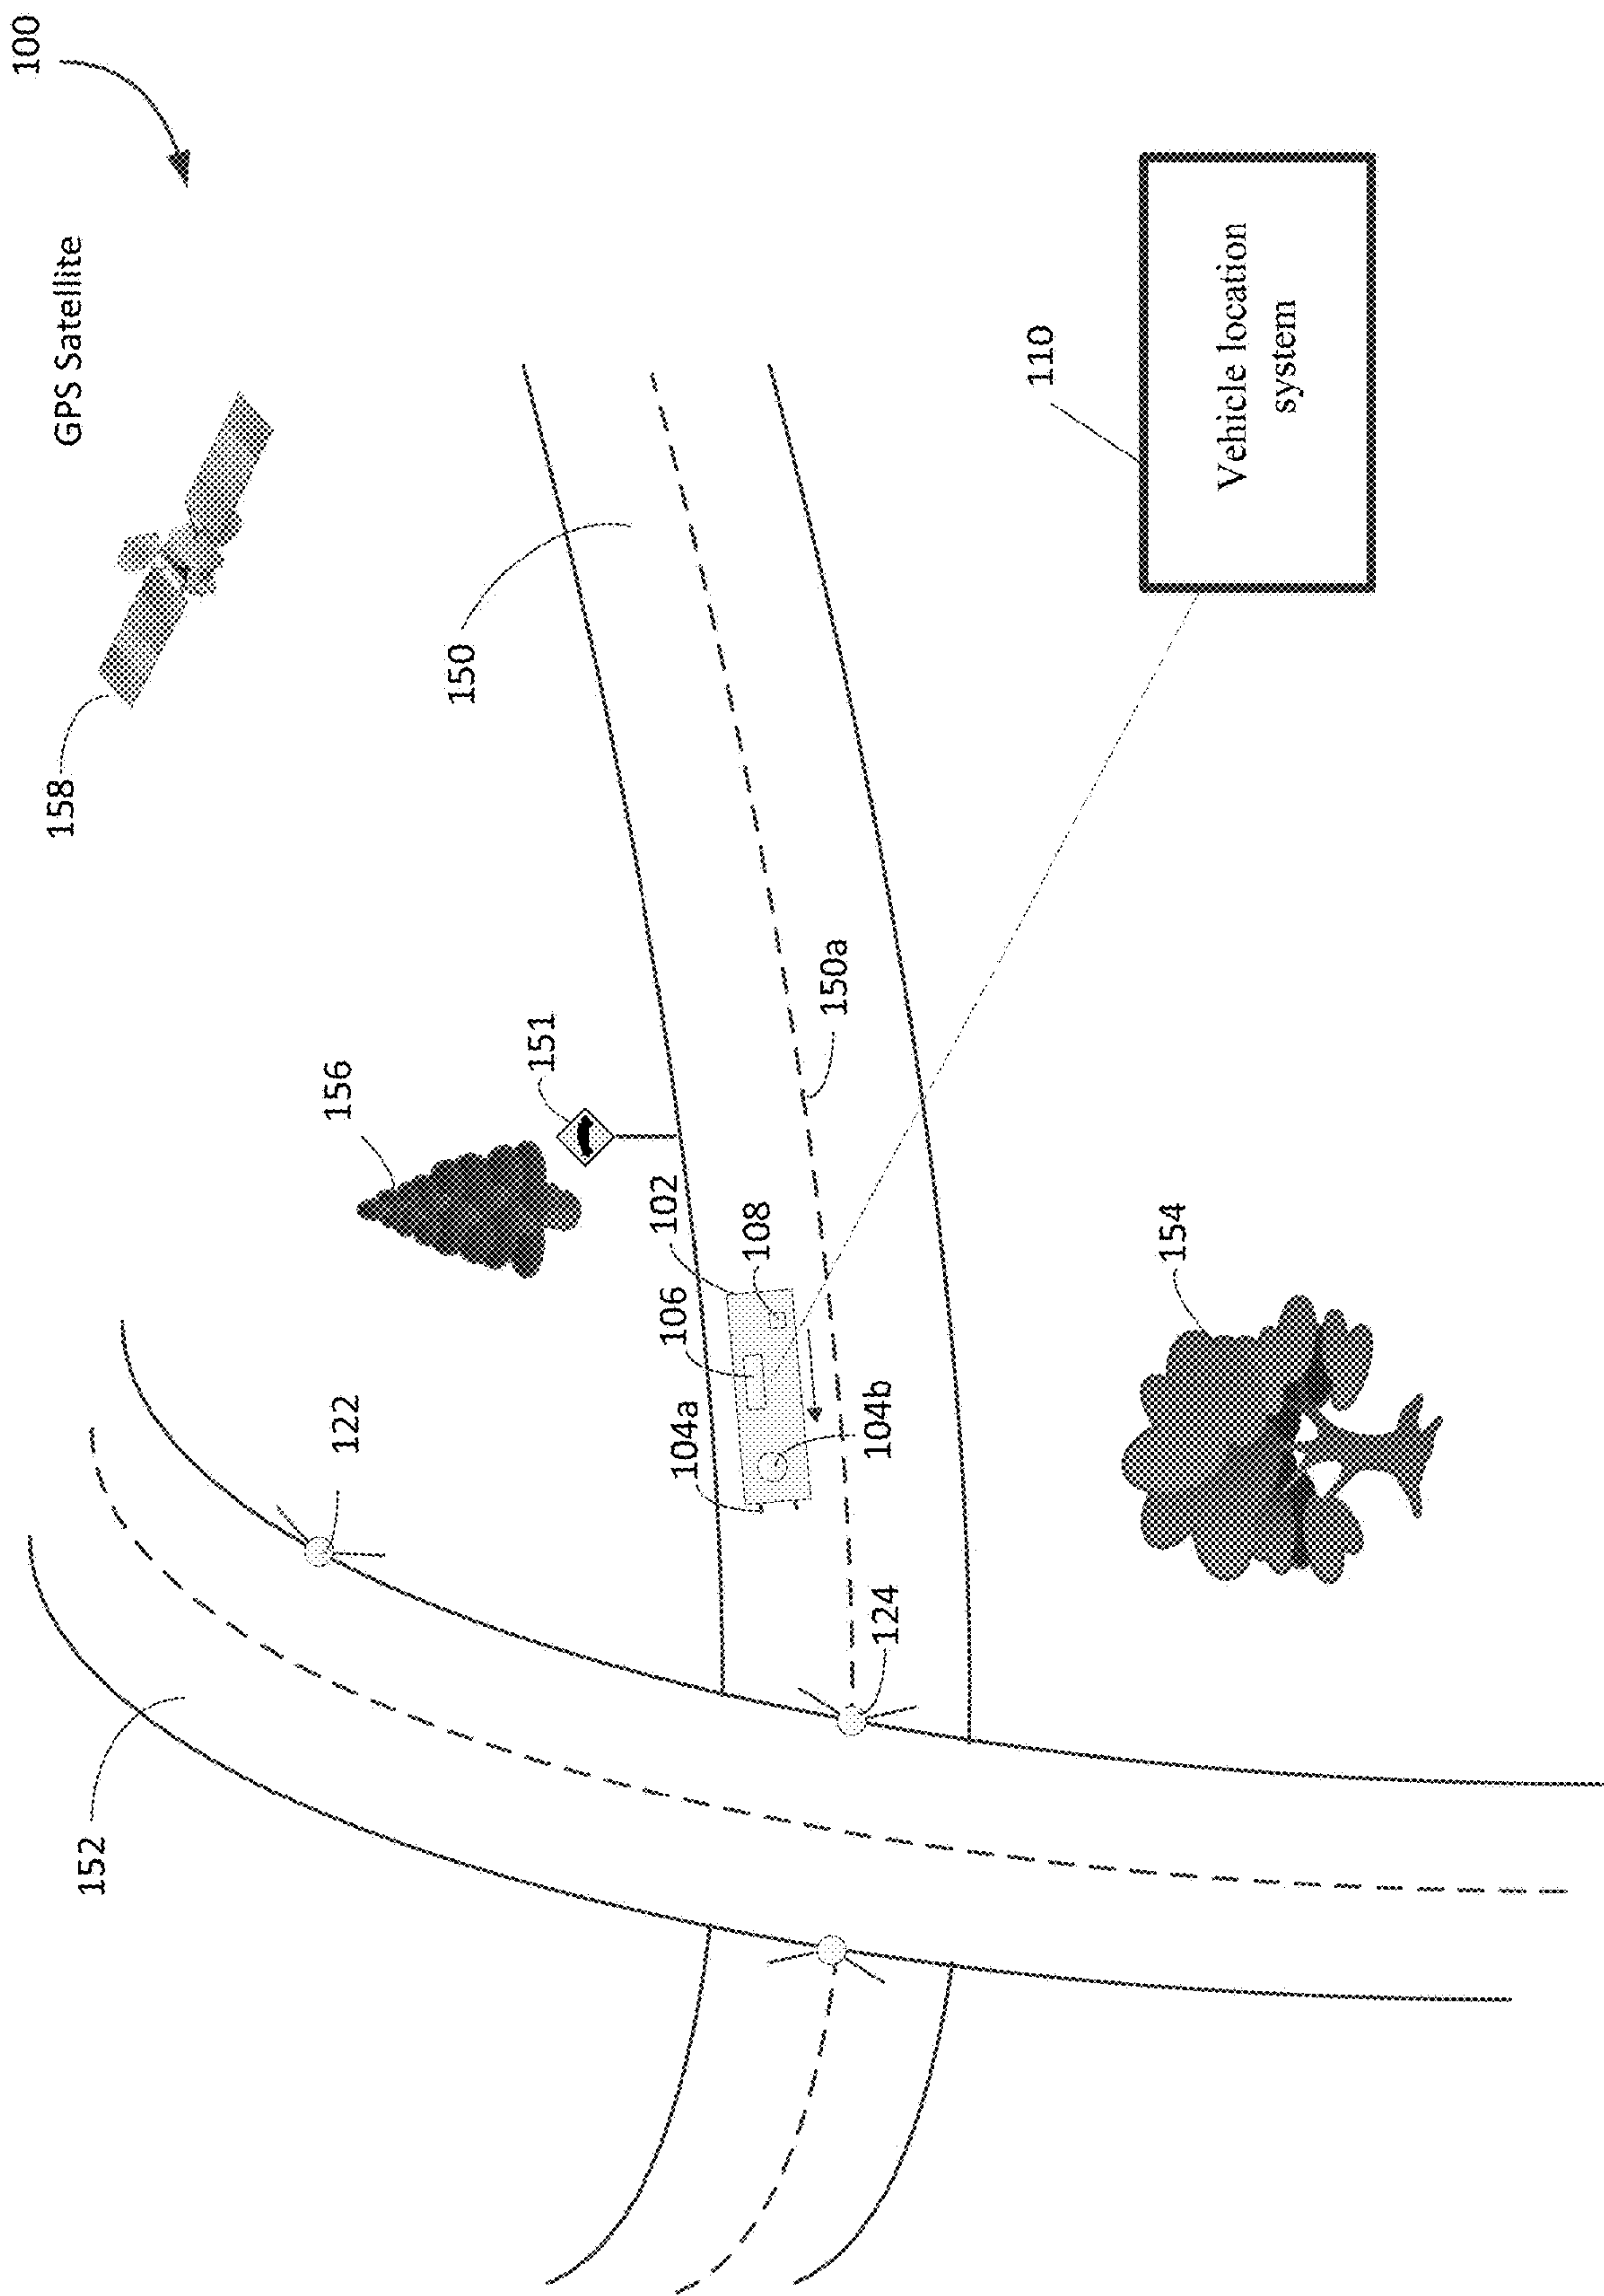 100
GPS Satellite
158
150
156
151
102
108
106
104a
104b
150a
122
124
152
154
110
Vehicle location
system